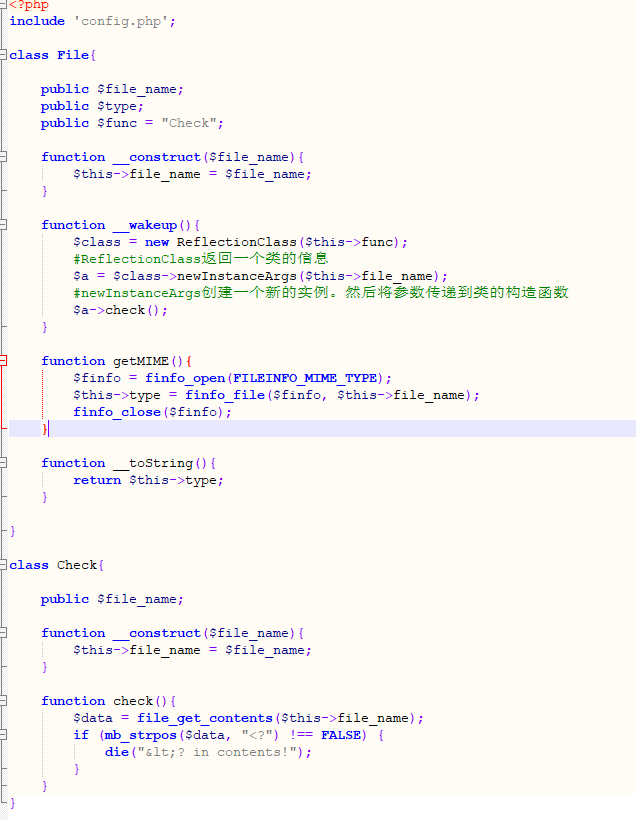 <?php
include 'config.php';
class File{
public $file_name;
public $type;
public $func = "Check";
function __construct($file_name){
$this->file_name = $file_name;
}
function __wakeup(){
$class = new ReflectionClass($this->func);
#ReflectionClass返回一个类的信息
$a = $class->newInstanceArgs($this->file_name);
#newInstanceArgs创建一个新的实例。然后将参数传递到类的构造函数
$a->check();
}
function getMIME(){
$finfo = finfo_open(FILEINFO_MIME_TYPE);
$this->type = finfo_file($finfo, $this->file_name);
finfo_close($finfo);
}
function __toString(){
return $this->type;
}
}
class Check{
public $file_name;
function __construct($file_name){
$this->file_name = $file_name;
}
function check(){
$data = file_get_contents($this->file_name);
if (mb_strpos($data, "<?") !== FALSE) {
die("&lt;? in contents!");
}
}
}